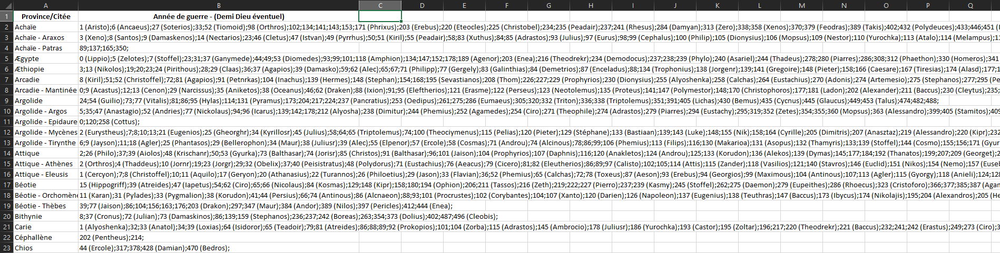 A B C D E F G H I J K L M N O P Q
1 Province/Citée Année de guerre - (Demi Dieu éventuel)
2 Achaïe 1 (Aristo);6 (Ancaeus);27 (Soterios);33;52 (Tiomoid);98 (Orthros);102;134;141;143;153;171 (Phrixus);203 (Erebus);220 (Eteocles);225 (Christobel);234;235 (Peadair);237;241 (Rhesus);284 (Damyan);313 (Zero);338;358 (Xenos);370;379 (Feodras);389 (Takis);402;432 (Polydeuces);433;446;451 (
3 Achaïe - Araxos 3 (Xeno);8 (Santos);9 (Damaskenos);14 (Nectarios);23;46 (Cletus);47 (Istvan);49 (Pyrrhus);50;51 (Kiril);55 (Peadair);58;83 (Xuthus);84;85 (Adrastos);93 (Julius);97 (Eurus);98;99 (Cephalus);100 (Philip);105 (Dionysius);106 (Mopsus);109 (Nestor);110 (Yurochka);113 (Atalo);114 (Melampus);11
4 Achaïe - Patras 89;137;165;350;
5 Ægypte 0 (Lippio);5 (Zelotes);7 (Stoffel);23;31;37 (Ganymede);44;49;53 (Diomedes);93;99;101;118 (Amphion);134;147;152;178;189 (Agenor);203 (Enea);216 (Theodrekr);234 (Demodocus);237;238;239 (Phylo);240 (Asariel);244 (Thadeus);278;280 (Piarres);286;308;312 (Phaethon);330 (Homeros);341
6 Æthiopie 3;13 (Nikolos);19;20;23;24 (Pirithous);28;29 (Claas);36;37 (Agapios);39 (Damasko);59;62 (Alec);65;67;71 (Philipp);77 (Gergely);83 (Galinthias);84 (Demetrios);87 (Enceladus);88;134 (Trophonius);138 (Jorgenr);139;141 (Gregoire);148 (Pieter);158;166 (Caesare);167 (Tiresias);174 (Alasd);177;1
7 Arcadie 8 (Kiril);51;52 (Christoffel);72;81 (Agapios);91 (Petnrkas);104 (Inachus);139 (Hermes);148 (Stephan);154;168;195 (Sevastianos);208 (Thom);226;227;229 (Prophyrios);230 (Dionysius);255 (Alyoshenka);258 (Calchas);264 (Eustachius);270 (Adonis);274 (Artemesio);275 (Stephanos);277;295 (Pe
8 Arcadie - Mantinée 0;9 (Acastus);12;13 (Cenon);29 (Narcissus);35 (Aniketos);38 (Oceanus);46;62 (Draken);88 (Ixion);91;95 (Eleftherios);121 (Erasme);122 (Perseus);123 (Neotolemus);135 (Proteus);141;147 (Polymestor);148;170 (Christophoros);177;181 (Ladon);202 (Alexander);211 (Baccus);230 (Cleytus);235;
9 Argolide 24;54 (Guilio);73;77 (Vitalis);81;86;95 (Hylas);114;131 (Pyramus);173;204;217;224;237 (Pancratius);253 (Oedipus);261;275;286 (Eumaeus);305;320;332 (Triton);336;338 (Triptolemus);351;391;405 (Lichas);430 (Bemus);435 (Cycnus);445 (Glaucus);449;453 (Talus);474;482;488;
10 Argolide - Argos 5;35;47 (Anastagio);52 (Andries);77 (Nickolaus);94;96 (Icarus);139;142;178;212 (Alyosha);238 (Dimitur);244 (Phemius);252 (Agamedes);254 (Ciro);271 (Theophile);274 (Adrastos);279 (Piarres);294 (Eustachy);295;319;352 (Zetes);354;355;360 (Mopsus);363 (Alessandro);399;405 (Stamitos);409
11 Argolide - Epidaure 0;120;258 (Cottus);
12 Argolide - Mycènes 2 (Eurystheus);7;8;10;13;21 (Eugenios);25 (Gheorghr);34 (Kyrillosr);45 (Julius);58;64;65 (Triptolemus);74;100 (Theociymenus);115 (Pelias);120 (Pieter);129 (Stéphane);133 (Bastiaan);139;143 (Luke);148;155 (Nik);158;164 (Cyrille);205 (Dimitris);207 (Anasztaz);219 (Alessandro);220 (Kipr);232
13 Argolide - Tirynthe 6;9 (Jayson);11;18 (Agler);25 (Phantasos);29 (Bellerophon);34 (Maur);38 (Juliusr);39 (Alec);55 (Elpenor);57 (Ercole);58 (Cosmas);71 (Androu);74 (Alcinous);78;86;99;106 (Phemius);113 (Filips);116;130 (Makarioa);131 (Asopus);132 (Thamyris);133;139 (Stoffel);144 (Cosmo);155;156;171 (Gyur
14 Attique 2;26 (Philo);37;39 (Aiolos);48 (Krischanr);50;53 (Gyurka);73 (Balthasar);74 (Jorisr);85 (Christos);91 (Balthasar);96;101 (Jaison);104 (Prophyrios);107 (Daphnis);116;120 (Anakletos);124 (Androu);125;133 (Korudon);136 (Alekos);139 (Dymas);145;177;184;192 (Thanatos);199;207;209 (Georget);2
15 Attique - Athènes 2 (Orthros);4 (Thaddeus);10 (Jornr);19;23 (Jorgr);29;32 (Obelix);37;40 (Peisistratus);48 (Polydorus);71 (Eustachius);76 (Aeacus);79 (Cicero);81;82 (Eleutherios);86;89;97 (Calisto);102;105;114 (Attis);115 (Zander);118 (Vasilios);121;140 (Stavros);146 (Euclid);151 (Nikos);154 (Nemo);157 (Euseb
16 Attique - Eleusis 1 (Cercyon);7;8 (Christoffel);10;11 (Aquilo);17 (Geryon);20 (Athanasius);22 (Turannos);26 (Philoetius);29 (Jason);33 (Flavian);36;52 (Phemius);65 (Calchas);72;78 (Toxeus);87 (Aeson);93 (Erebus);94 (Georgios);99 (Maximous);104 (Antinous);107;113 (Agler);115 (Gyorgy);118 (Anieli);124;128
17 Béotie 15 (Hippogriff);39 (Atreides);47 (Iapetus);54;62 (Ciro);65;66 (Nicolaus);84 (Kosmas);129;148 (Kipr);158;180;194 (Ophion);206;211 (Tassos);216 (Zeth);219;222;227 (Pierro);237;239 (Kasmy);245 (Stoffel);262;275 (Daemon);279 (Eupeithes);286 (Rhoecus);323 (Cristoforo);366;377;385;387 (Agan
18 Béotie - Orchomène 11 (Karan);31 (Pylades);33 (Pygmalion);38 (Korudon);41;44 (Persius);66;74 (Antinous);86 (Alcnaeon);88;93;101 (Procrustes);102 (Corybantes);104;107 (Xanto);120 (Darien);126 (Napoleon);137 (Eugenius);138 (Teuthras);147 (Baccus);173 (Ibycus);174 (Nikolajis);195;204 (Alexandros);205 (He
19 Béotie - Thèbes 39;77 (Jaison);86;104;156;163;176;203 (Drakon);297;347 (Maur);384 (Andor);389 (Nilos);397 (Pericles);412;444 (Enea);
20 Bithynie 8;37 (Cronus);72 (Julian);73 (Damaskinos);86;139;159 (Stephanos);236;237;242 (Boreas);263;354;373 (Dolius);402;487;496 (Cleobis);
21 Carie 1 (Alyoshenka);32;33 (Anatol);34;39 (Loxias);64 (Isidoror);65 (Teadoir);79;81 (Atreides);86;88;89;92 (Prokopios);101;104 (Zorba);115 (Adrastos);145 (Ambrocio);178 (Juliusr);186 (Yurochka);193 (Castor);195 (Zoltar);196;217;220 (Theodrekr);221 (Baccus);232;241;242 (Erastus);249;273 (Ciro);3
22 Céphallène 202 (Pentheus);214;
23 Chios 44 (Ercole);317;378;428 (Damian);470 (Bedros);